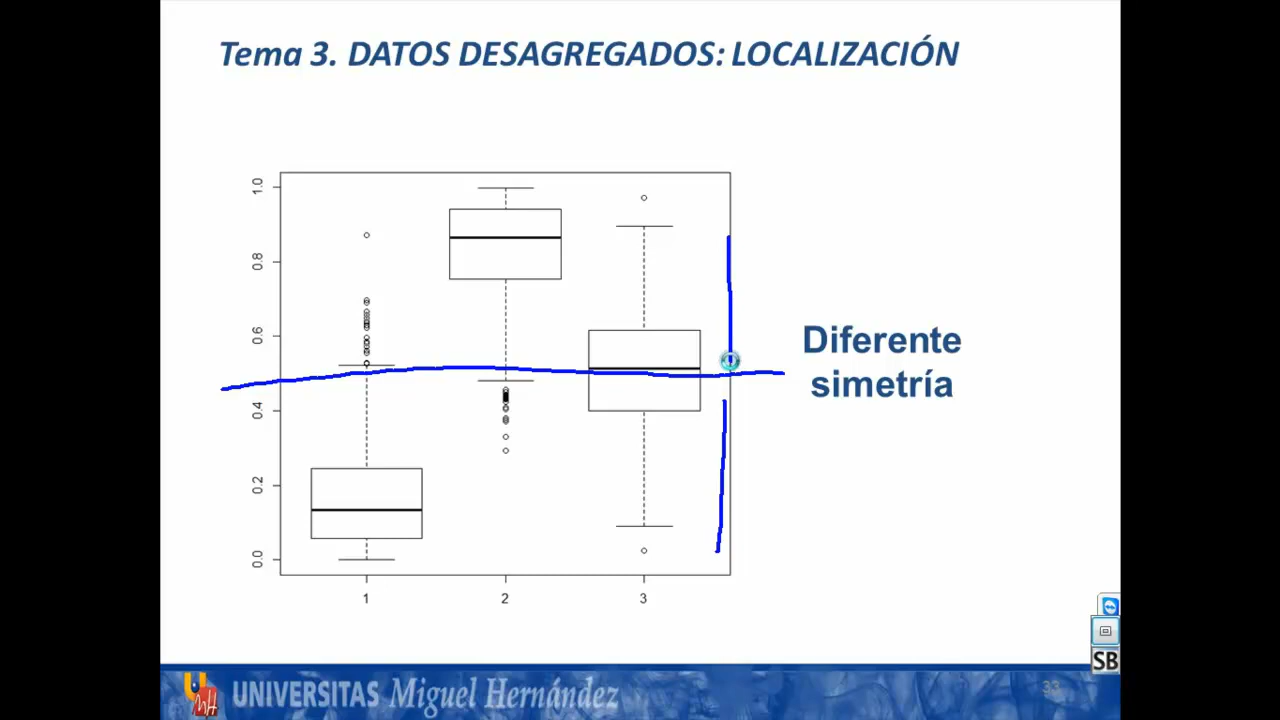 Tema 3. DATOS DESAGREGADOS: LOCALIZACIÓN
1.0
0.8
0.6
0.4
0.2
0.0
1 2 3
Diferente
simetría
SB
33
UNIVERSITAS Miguel Hernández